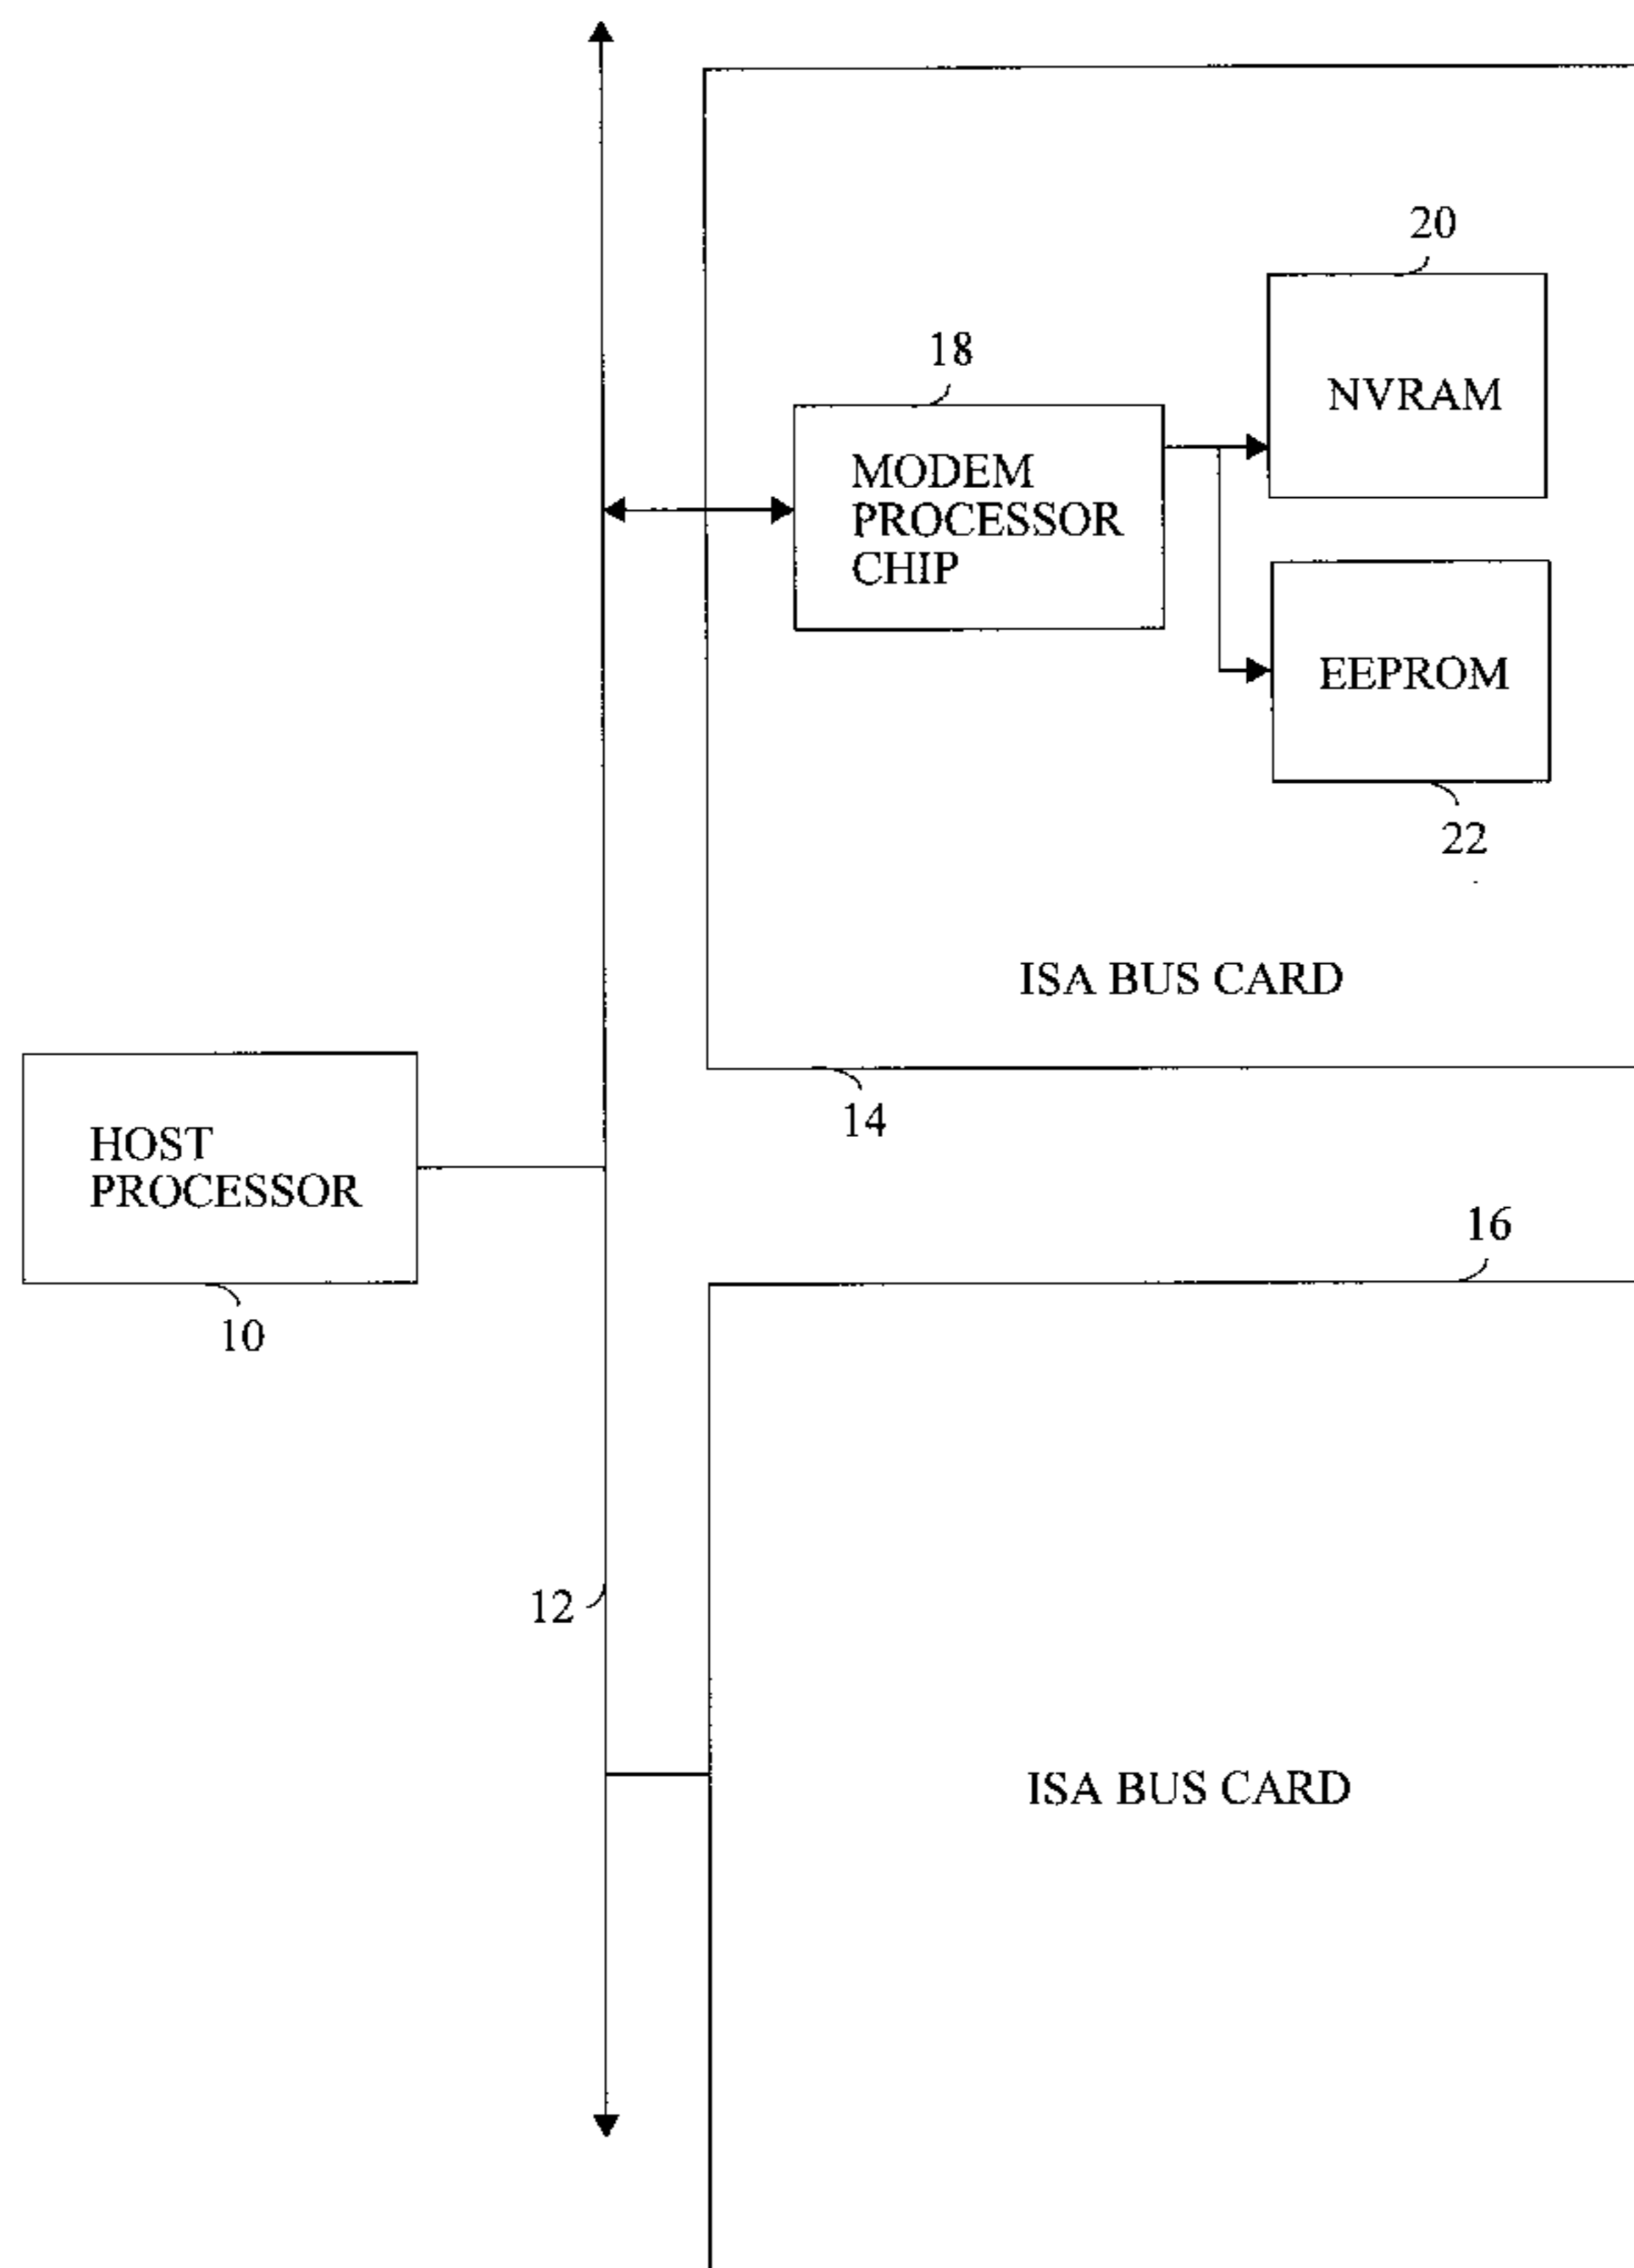 20
18
NVRAM
MODEM
PROCESSOR
CHIP
EEPROM
22
ISA BUS CARD
14
HOST
PROCESSOR
16
10
12
ISA BUS CARD